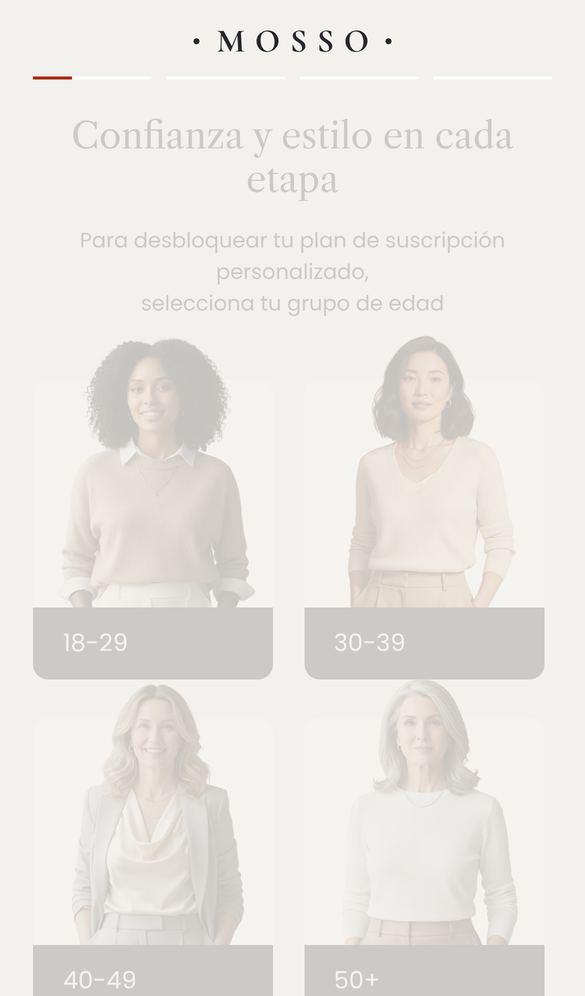 · MOSSO ·
Confianza y estilo en cada
etapa
Para desbloquear tu plan de suscripción
personalizado,
selecciona tu grupo de edad
18-29
30-39
40-49
50+